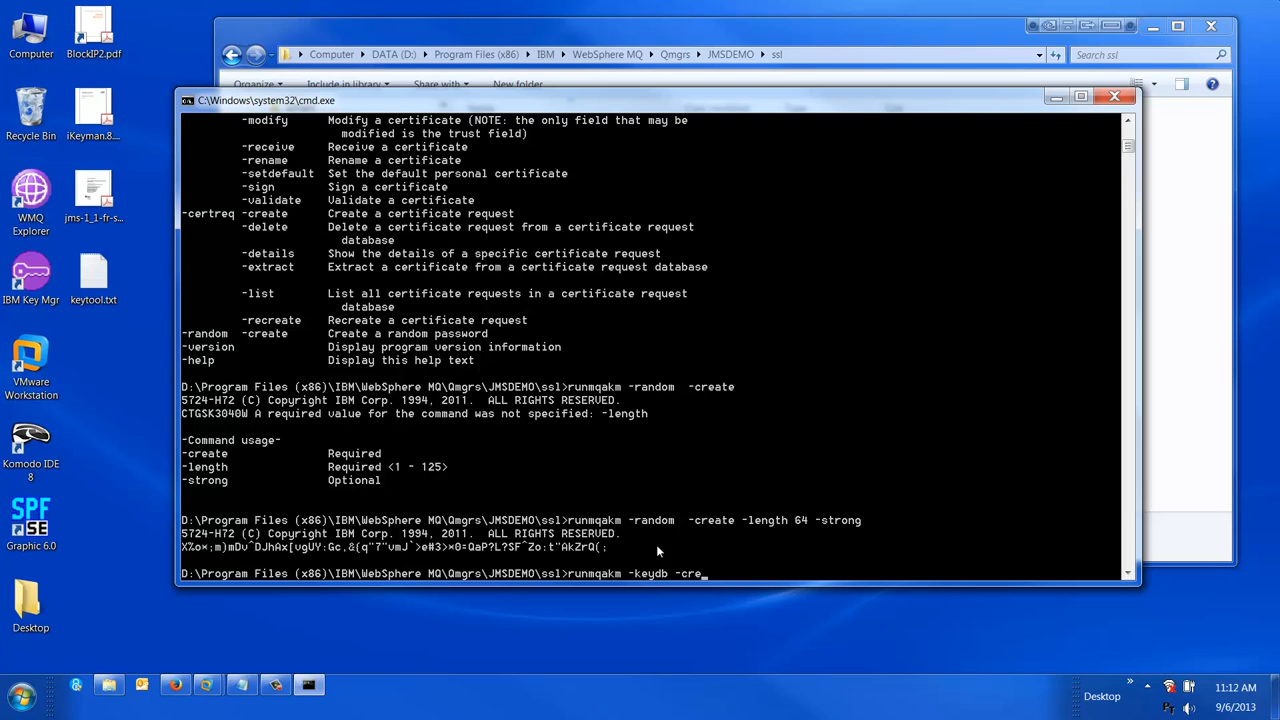 Computer
BlockIP2.pdf
Recycle Bin
iKeyman.8....
WMQ
Explorer
jms-1_1-fr-s...
IBM Key Mgr
keytool.txt
VMware
Workstation
Komodo IDE
8
SPF
SE
Graphic 6.0
Desktop
Computer DATA (D:) Program Files (x86) IBM WebSphere MQ Qmgrs JMSDEMO ssl
Search ssl
Organize Include in library Share with New folder
C:\Windows\system32\cmd.exe
-modify Modify a certificate (NOTE: the only field that may be
modified is the trust field)
-receive Receive a certificate
-rename Rename a certificate
-setdefault Set the default personal certificate
-sign Sign a certificate
-validate Validate a certificate
-certreq -create Create a certificate request
-delete Delete a certificate request from a certificate request
database
-details Show the details of a specific certificate request
-extract Extract a certificate from a certificate request database
-list List all certificate requests in a certificate request
database
-recreate Recreate a certificate request
-random -create Create a random password
-version Display program version information
-help Display this help text
D:\Program Files (x86)\IBM\WebSphere MQ\Qmgrs\JMSDEMO\ssl>runmqakm -random -create
5724-H72 (C) Copyright IBM Corp. 1994, 2011. ALL RIGHTS RESERVED.
CTGSK3040W A required value for the command was not specified: -length
-Command usage-
-create Required
-length Required <1 - 125>
-strong Optional
D:\Program Files (x86)\IBM\WebSphere MQ\Qmgrs\JMSDEMO\ssl>runmqakm -random -create -length 64 -strong
5724-H72 (C) Copyright IBM Corp. 1994, 2011. ALL RIGHTS RESERVED.
D:\Program Files (x86)\IBM\WebSphere MQ\Qmgrs\JMSDEMO\ssl>runmqakm -keydb -cre_
Desktop
11:12 AM
9/6/2013